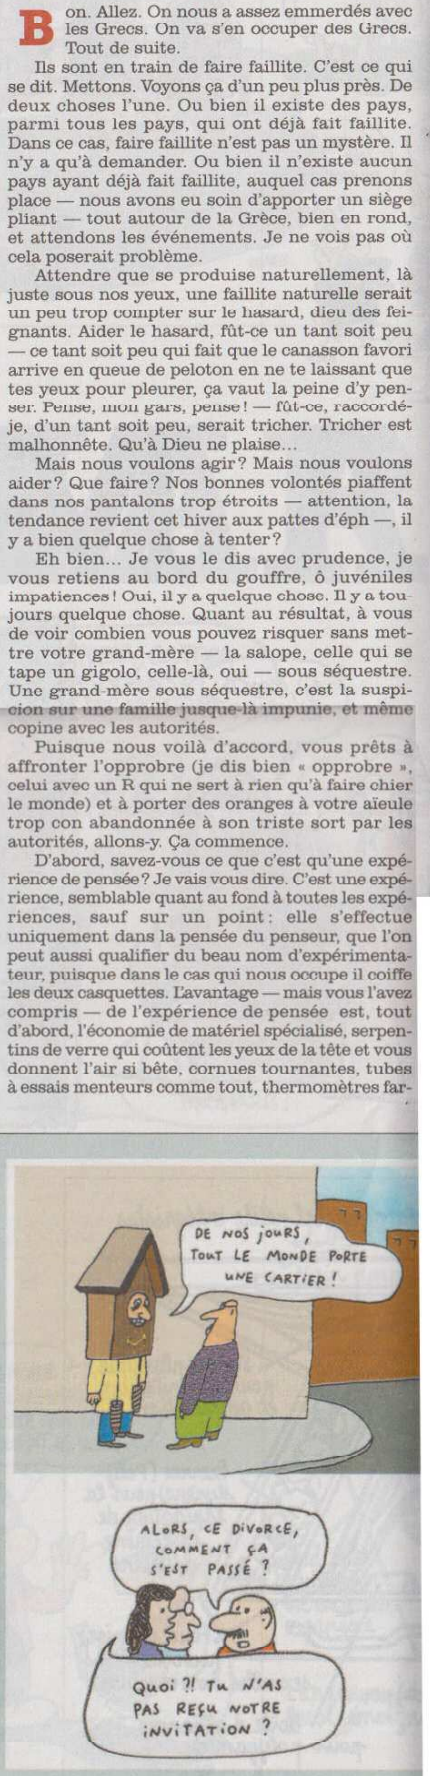 Bon. Allez. On nous a assez emmerdés avec
les Grecs. On va s'en occuper des Grecs.
Tout de suite.
Ils sont en train de faire faillite. C'est ce qui
se dit. Mettons. Voyons ça d'un peu plus près. De
deux choses l'une. Ou bien il existe des pays,
parmi tous les pays, qui ont déjà fait faillite.
Dans ce cas, faire faillite n'est pas un mystère. Il
n'y a qu'à demander. Ou bien il n'existe aucun
pays ayant déjà fait faillite, auquel cas prenons
place — nous avons eu soin d'apporter un siège
pliant — tout autour de la Grèce, bien en rond,
et attendons les événements. Je ne vois pas où
cela poserait problème.
Attendre que se produise naturellement, là
juste sous nos yeux, une faillite naturelle serait
un peu trop compter sur le hasard, dieu des fei-
gnants. Aider le hasard, fût-ce un tant soit peu
— ce tant soit peu qui fait que le canasson favori
arrive en queue de peloton en ne te laissant que
tes yeux pour pleurer, ça vaut la peine d'y pen-
ser. Pense, mon gars, pense ! — fût-ce, raccordé-
je, d'un tant soit peu, serait tricher. Tricher est
malhonnête. Qu'à Dieu ne plaise...
Mais nous voulons agir ? Mais nous voulons
aider ? Que faire ? Nos bonnes volontés piaffent
dans nos pantalons trop étroits — attention, la
tendance revient cet hiver aux pattes d'éph —, il
y a bien quelque chose à tenter ?
Eh bien... Je vous le dis avec prudence, je
vous retiens au bord du gouffre, ô juvéniles
impatiences ! Oui, il y a quelque chose. Il y a tou-
jours quelque chose. Quant au résultat, à vous
de voir combien vous pouvez risquer sans met-
tre votre grand-mère — la salope, celle qui se
tape un gigolo, celle-là, oui — sous séquestre.
Une grand-mère sous séquestre, c'est la suspi-
cion sur une famille jusque-là impunie, et même
copine avec les autorités.
Puisque nous voilà d'accord, vous prêts à
affronter l'opprobre (je dis bien « opprobre »,
celui avec un R qui ne sert à rien qu'à faire chier
le monde) et à porter des oranges à votre aïeule
trop con abandonnée à son triste sort par les
autorités, allons-y. Ça commence.
D'abord, savez-vous ce que c'est qu'une expé-
rience de pensée ? Je vais vous dire. C'est une expé-
rience, semblable quant au fond à toutes les expé-
riences, sauf sur un point : elle s'effectue
uniquement dans la pensée du penseur, que l'on
peut aussi qualifier du beau nom d'expérimenta-
teur, puisque dans le cas qui nous occupe il coiffe
les deux casquettes. L'avantage — mais vous l'avez
compris — de l'expérience de pensée est, tout
d'abord, l'économie de matériel spécialisé, serpen-
tins de verre qui coûtent les yeux de la tête et vous
donnent l'air si bête, cornues tournantes, tubes
à essais menteurs comme tout, thermomètres far-
DE NOS JOURS,
TOUT LE MONDE PORTE
UNE CARTIER !
ALORS, CE DIVORCE,
COMMENT ÇA
S'EST PASSÉ ?
QUOI ?! TU N'AS
PAS REÇU NOTRE
INVITATION ?